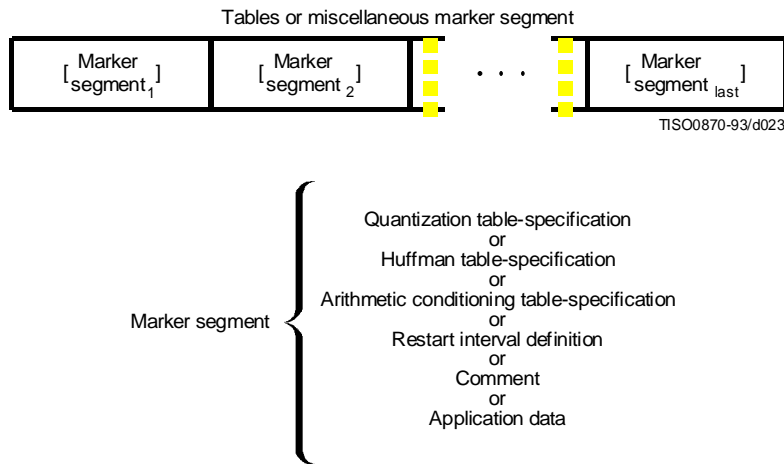 Tables or miscellaneous marker segment
[ Marker segment1 ] [ Marker segment 2 ] . . . [ Marker segment last ]
TISO0870-93/d023
Quantization table-specification
or
Huffman table-specification
or
Arithmetic conditioning table-specification
or
Marker segment
Restart interval definition
or
Comment
or
Application data